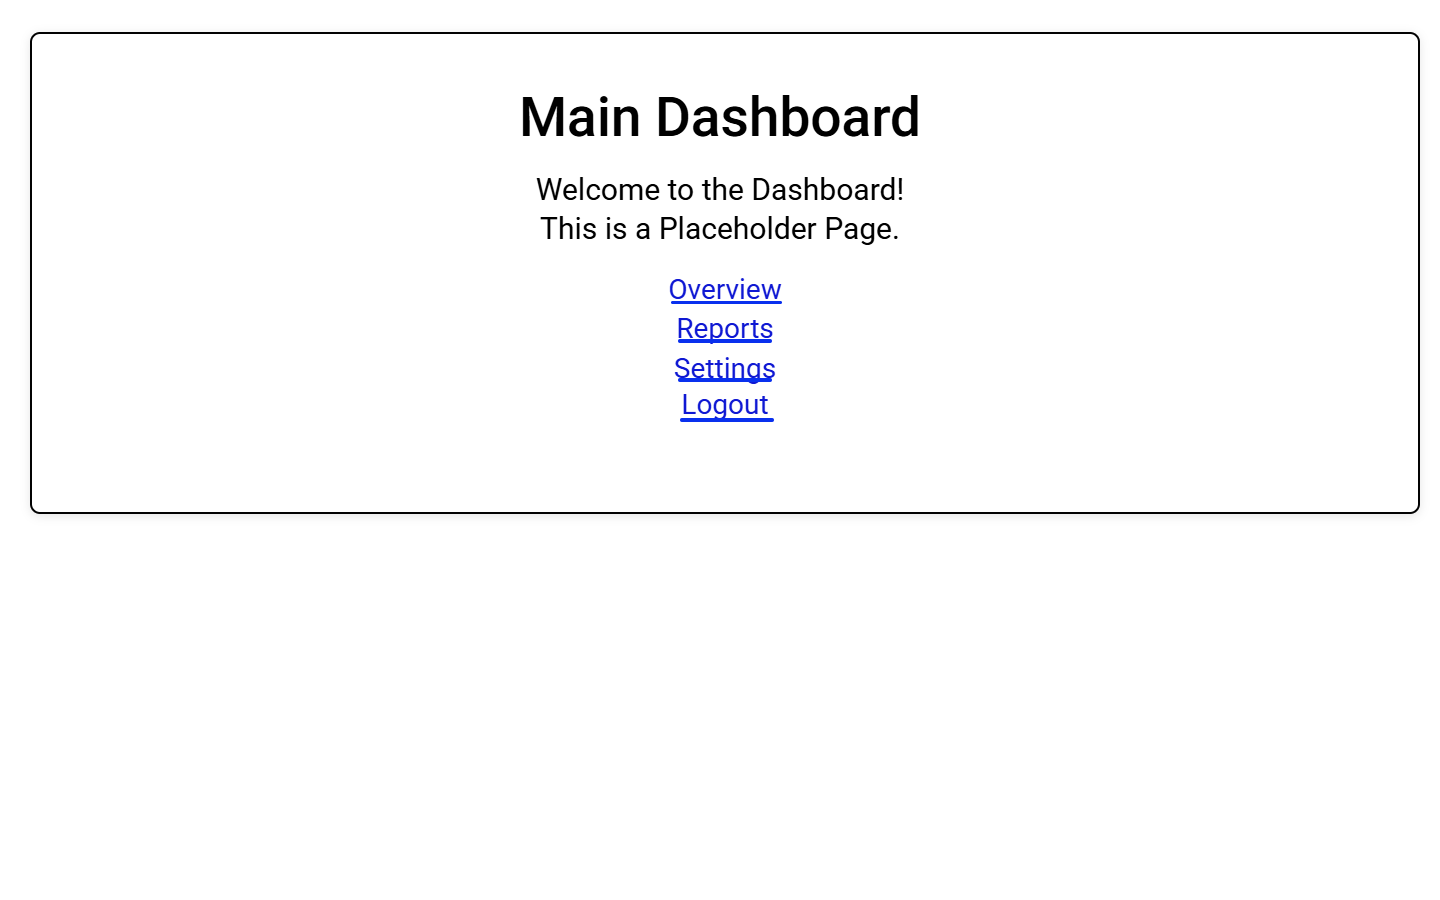 Main Dashboard
Welcome to the Dashboard!
This is a Placeholder Page.
Overview
Reports
Settings
Logout